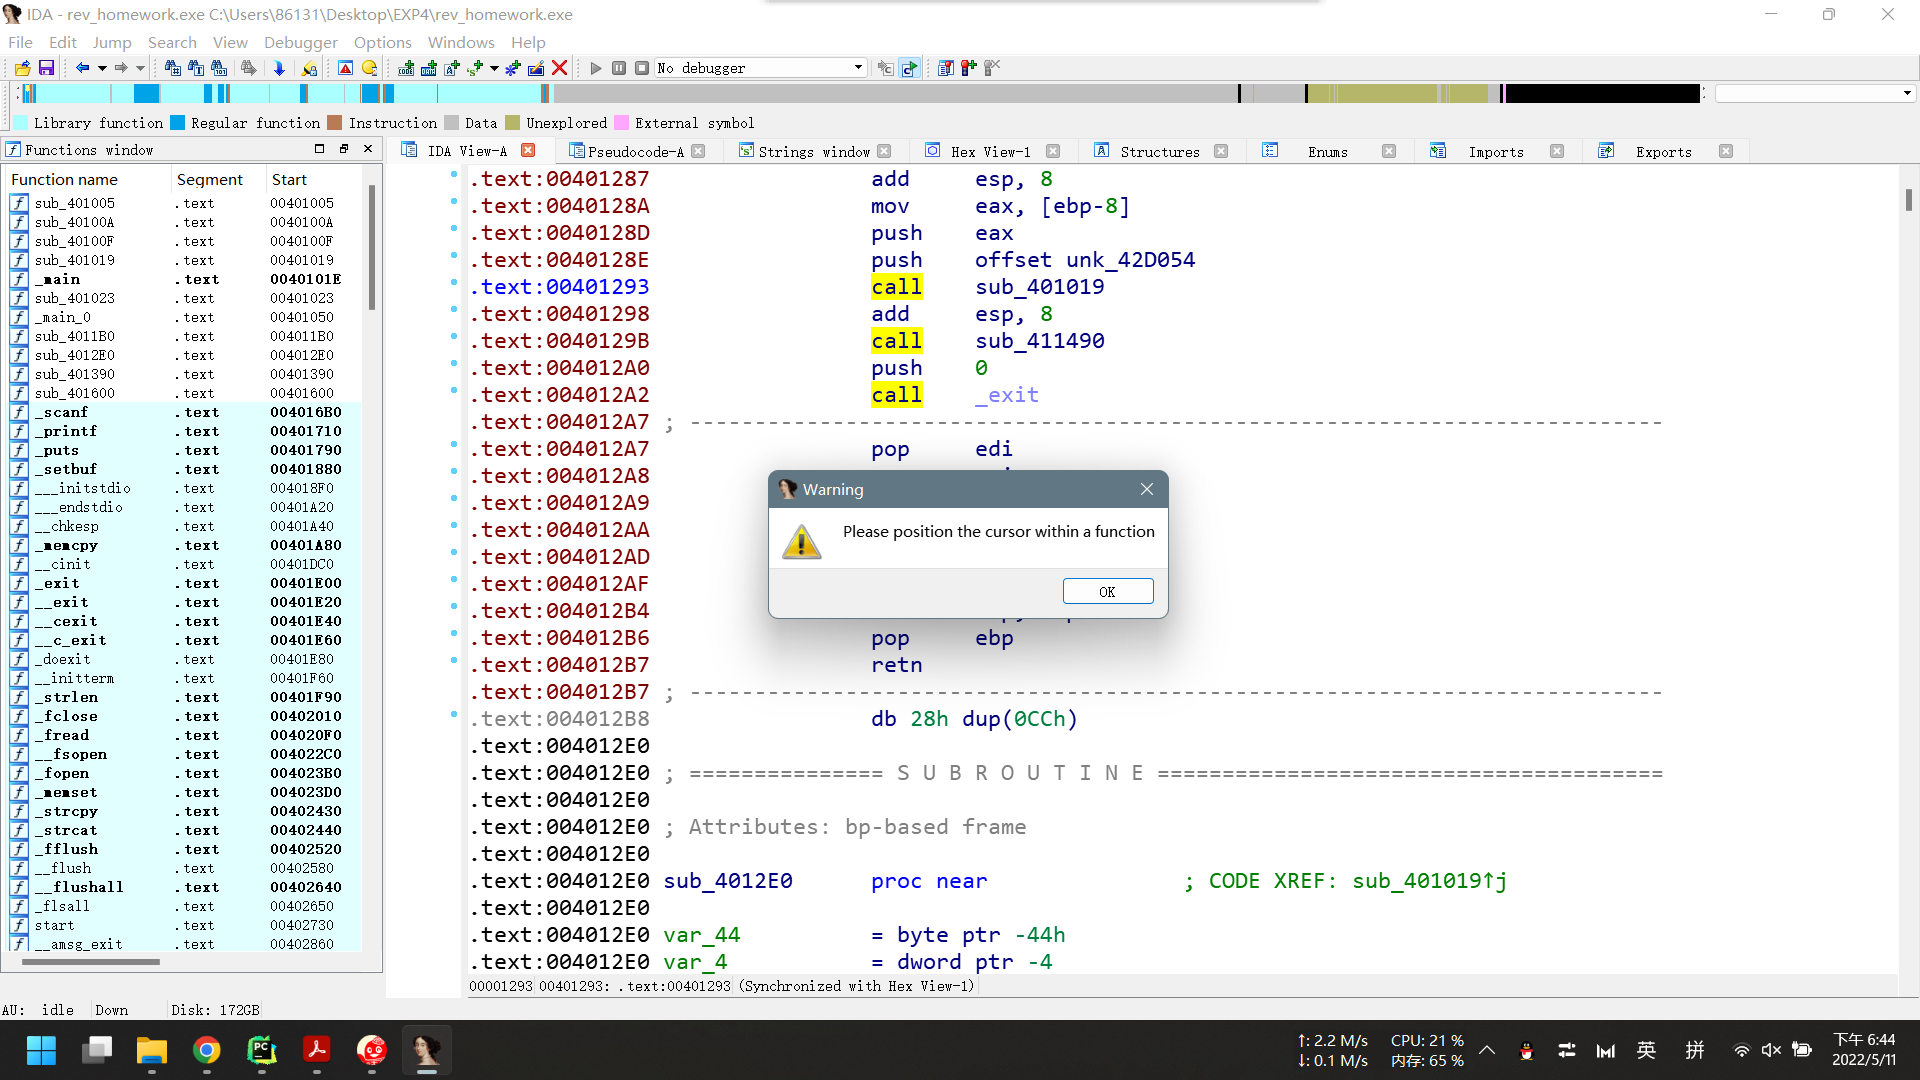 IDA - rev_homework.exe C:\Users\86131\Desktop\EXP4\rev_homework.exe
File Edit Jump Search View Debugger Options Windows Help
No debugger
Library function Regular function Instruction Data Unexplored External symbol
Functions window
IDA View-A Pseudocode-A Strings window Hex View-1 Structures Enums Imports Exports
Function name Segment Start
sub_401005 .text 00401005
sub_40100A .text 0040100A
sub_40100F .text 0040100F
sub_401019 .text 00401019
_main .text 0040101E
sub_401023 .text 00401023
_main_0 .text 00401050
sub_4011B0 .text 004011B0
sub_4012E0 .text 004012E0
sub_401390 .text 00401390
sub_401600 .text 00401600
_scanf .text 004016B0
_printf .text 00401710
_puts .text 00401790
_setbuf .text 00401880
___initstdio .text 004018F0
___endstdio .text 00401A20
__chkesp .text 00401A40
_memcpy .text 00401A80
__cinit .text 00401DC0
_exit .text 00401E00
__exit .text 00401E20
__cexit .text 00401E40
__c_exit .text 00401E60
_doexit .text 00401E80
__initterm .text 00401F60
_strlen .text 00401F90
_fclose .text 00402010
_fread .text 004020F0
__fsopen .text 004022C0
_fopen .text 004023B0
_memset .text 004023D0
_strcpy .text 00402430
_strcat .text 00402440
_fflush .text 00402520
__flush .text 00402580
__flushall .text 00402640
_flsall .text 00402650
start .text 00402730
__amsg_exit .text 00402860
.text:00401287 add esp, 8
.text:0040128A mov eax, [ebp-8]
.text:0040128D push eax
.text:0040128E push offset unk_42D054
.text:00401293 call sub_401019
.text:00401298 add esp, 8
.text:0040129B call sub_411490
.text:004012A0 push 0
.text:004012A2 call _exit
.text:004012A7 ; ---------------------------------------------------------------------------
.text:004012A7 pop edi
.text:004012A8
.text:004012A9
.text:004012AA
.text:004012AD
.text:004012AF
.text:004012B4
.text:004012B6 pop ebp
.text:004012B7 retn
.text:004012B7 ; ---------------------------------------------------------------------------
.text:004012B8 db 28h dup(0CCh)
.text:004012E0
.text:004012E0 ; =============== S U B R O U T I N E =======================================
.text:004012E0
.text:004012E0 ; Attributes: bp-based frame
.text:004012E0
.text:004012E0 sub_4012E0 proc near ; CODE XREF: sub_401019↑j
.text:004012E0
.text:004012E0 var_44 = byte ptr -44h
.text:004012E0 var_4 = dword ptr -4
Warning
Please position the cursor within a function
OK
00001293 00401293: .text:00401293 (Synchronized with Hex View-1)
AU: idle Down Disk: 172GB
↑: 2.2 M/s CPU: 21 %
↓: 0.1 M/s 内存: 65 %
英 拼
下午 6:44
2022/5/11